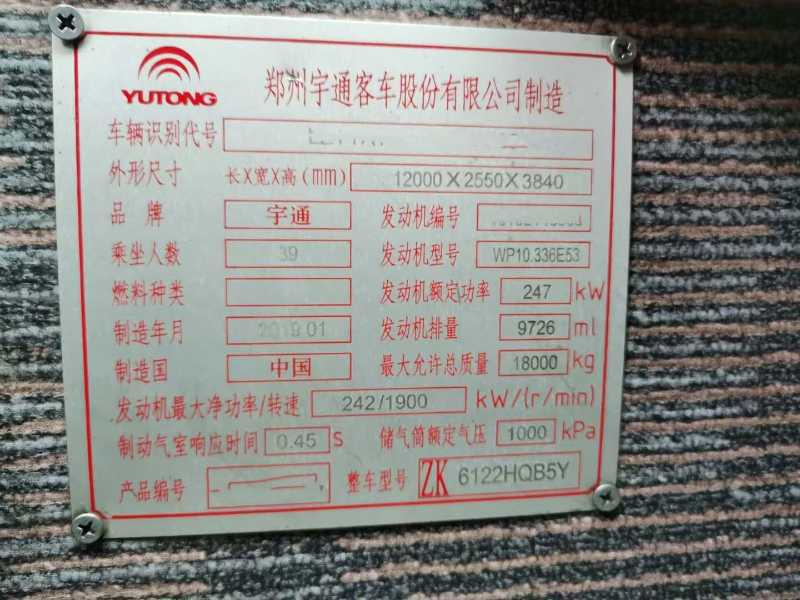 YUTONG
郑州宇通客车股份有限公司制造
车辆识别代号
外形尺寸 长X宽X高(mm) 12000X2550X3840
品牌 宇通 发动机编号
乘坐人数 39 发动机型号 WP10.336E53
燃料种类 发动机额定功率 247 kW
制造年月 2019 01 发动机排量 9726 ml
制造国 中国 最大允许总质量 18000 kg
发动机最大净功率/转速 242/1900 kW/(r/min)
制动气室响应时间 0.45 S 储气筒额定气压 1000 kPa
产品编号 整车型号 ZK 6122HQB5Y